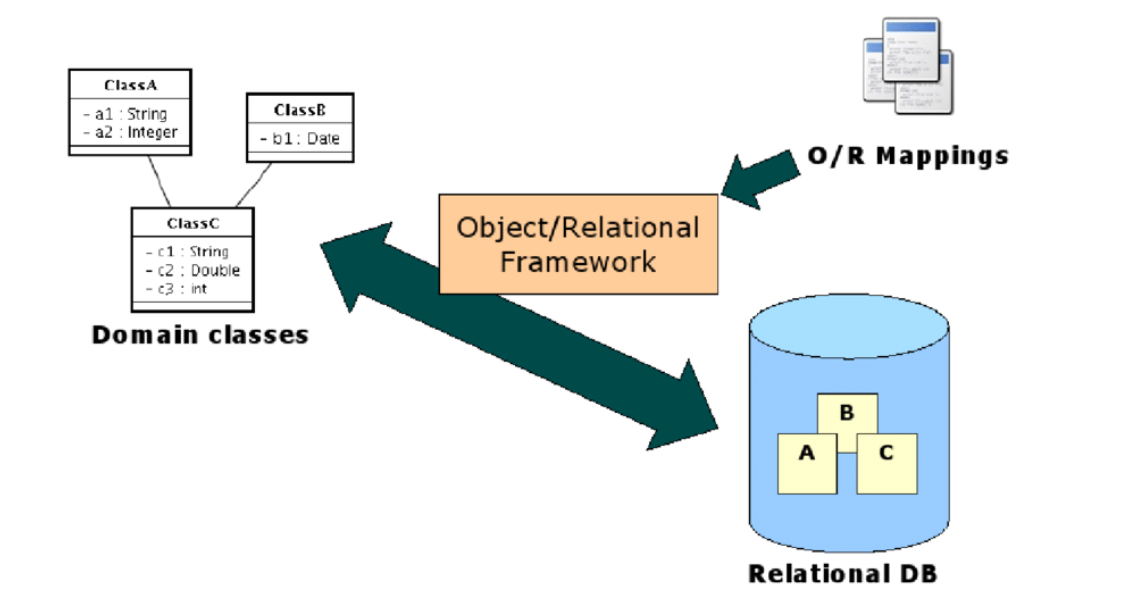 ClassA
- a1 : String
- a2 : Integer
ClassB
- b1 : Date
ClassC
- c1 : String
- c2 : Double
- c3 : int
Domain classes
O/R Mappings
Object/Relational
Framework
B
A
C
Relational DB